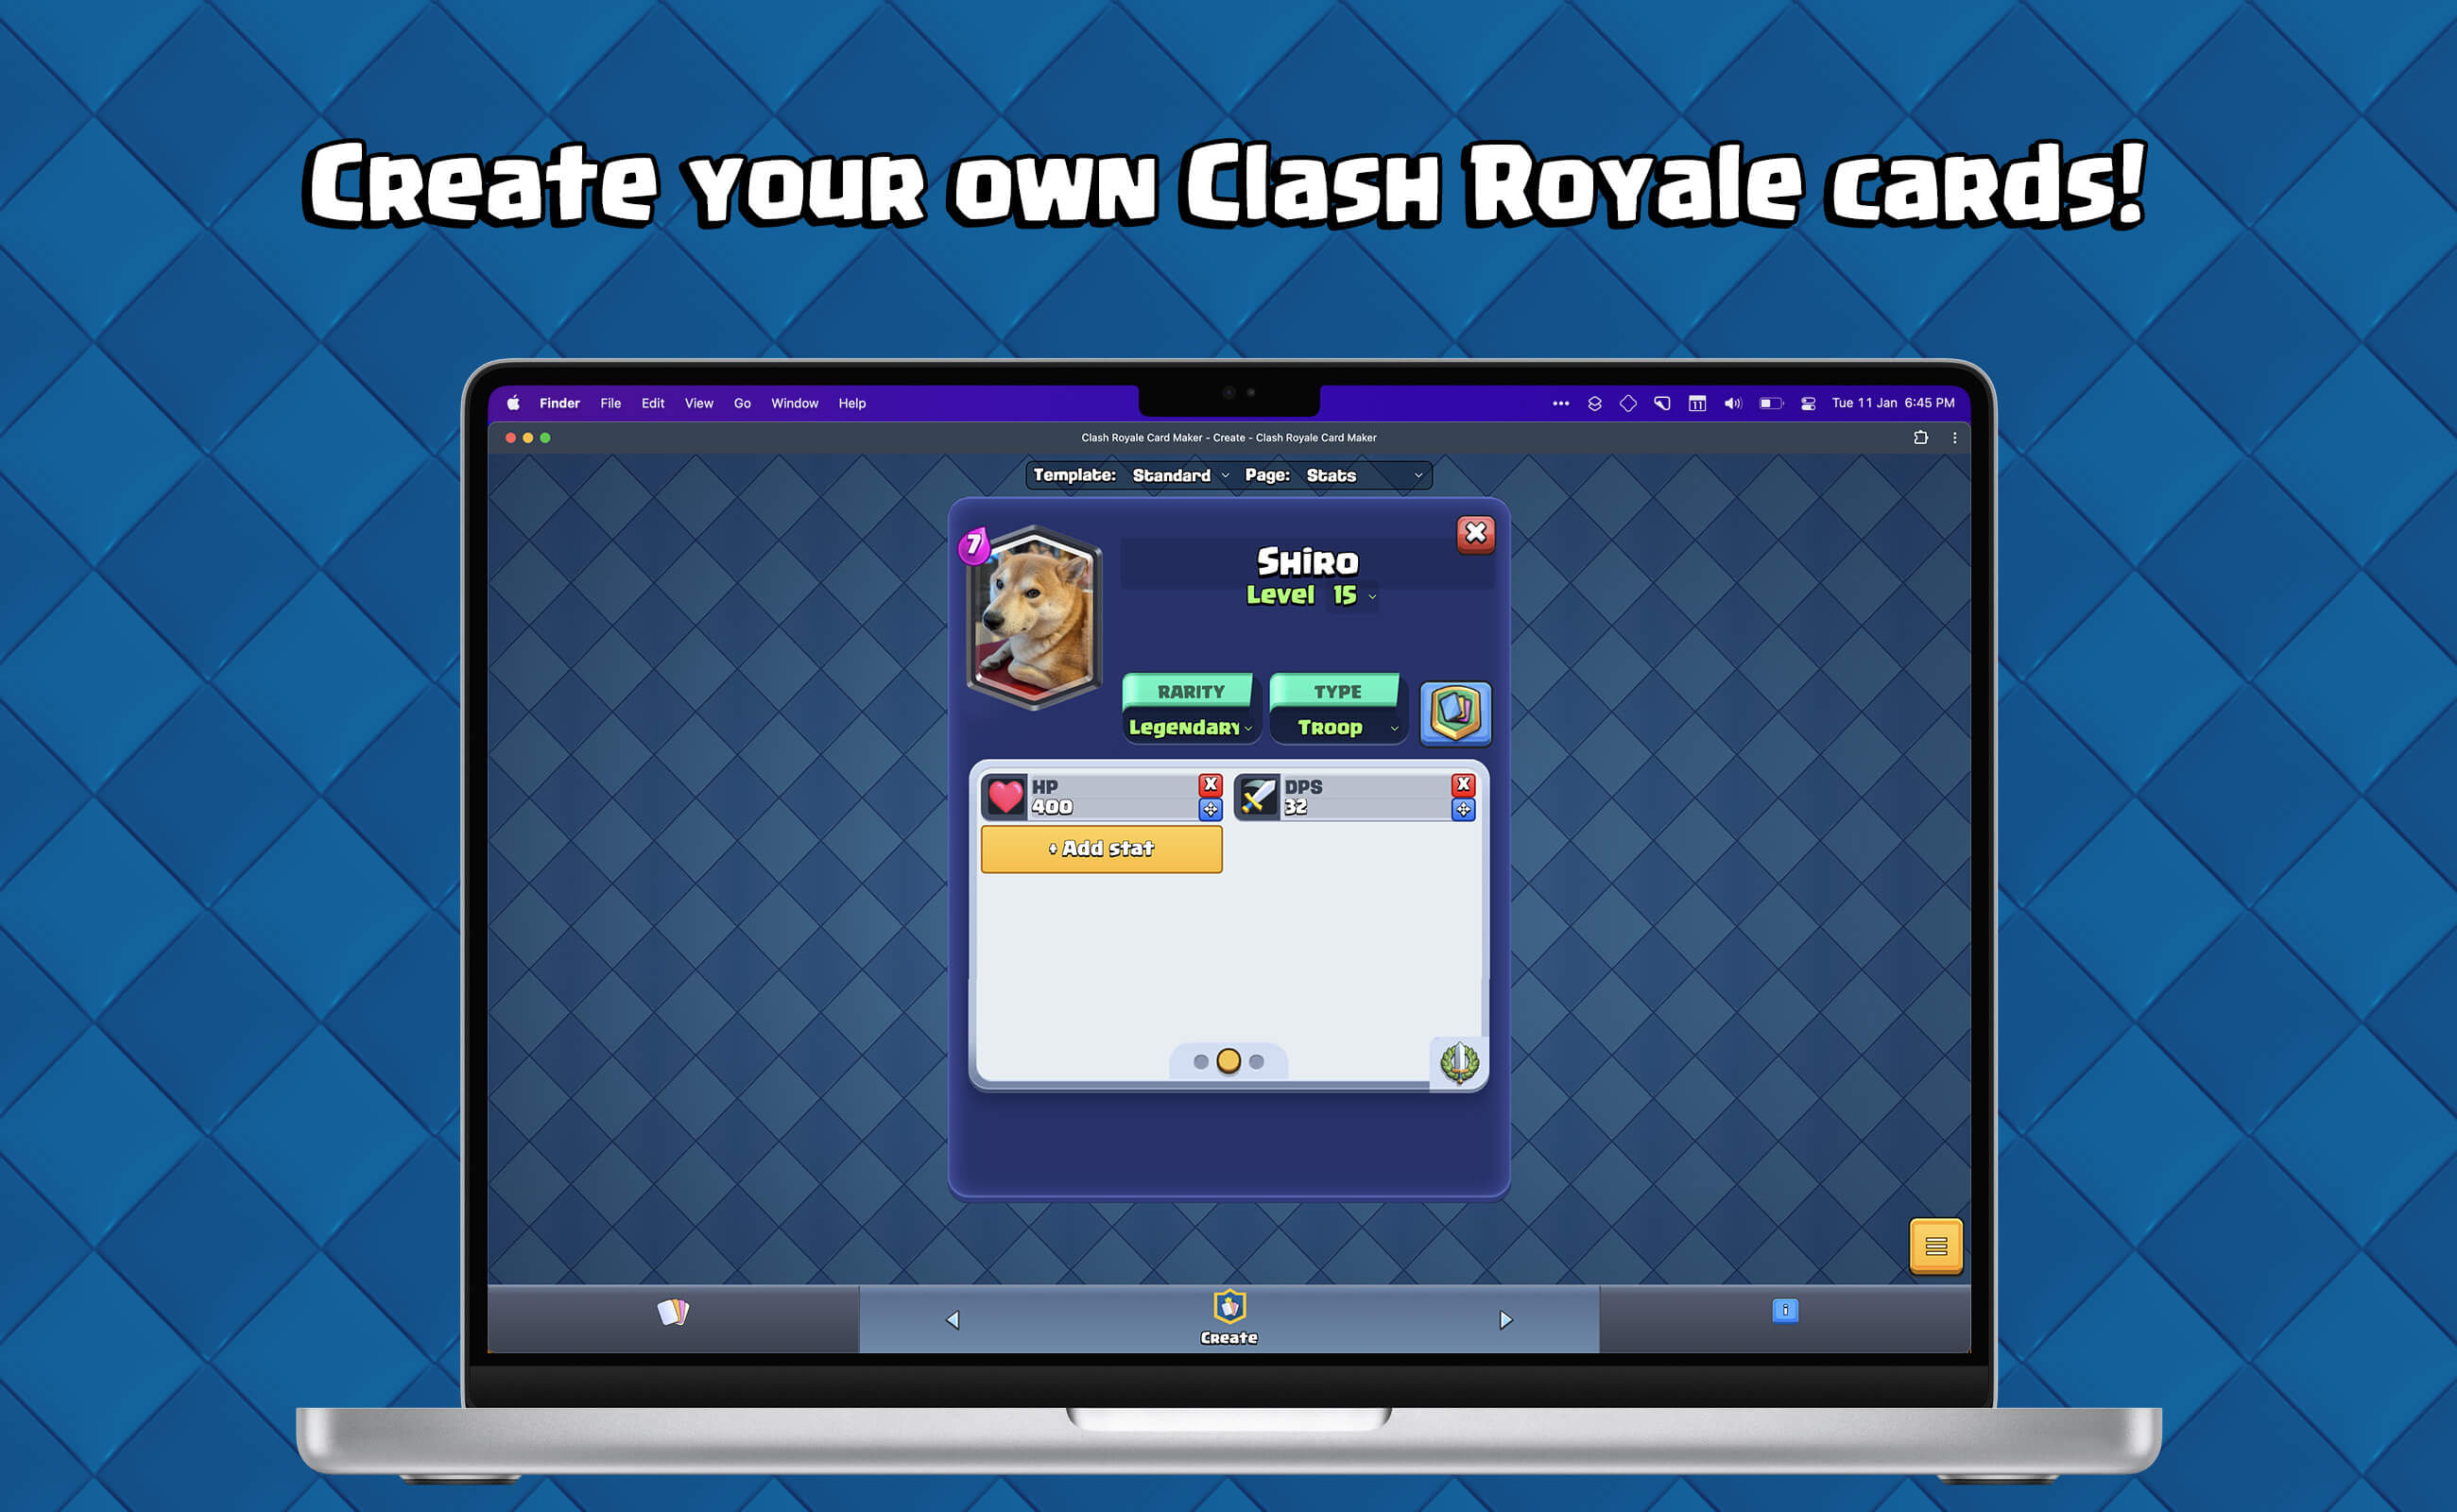 Create your own Clash Royale cards!
Finder File Edit View Go Window Help
11
Tue 11 Jan 6:45 PM
Clash Royale Card Maker - Create - Clash Royale Card Maker
Template: Standard Page: Stats
7
Shiro
Level 15
RARITY
Legendary
TYPE
Troop
HP
400
X
DPS
32
X
+ Add stat
Create
i